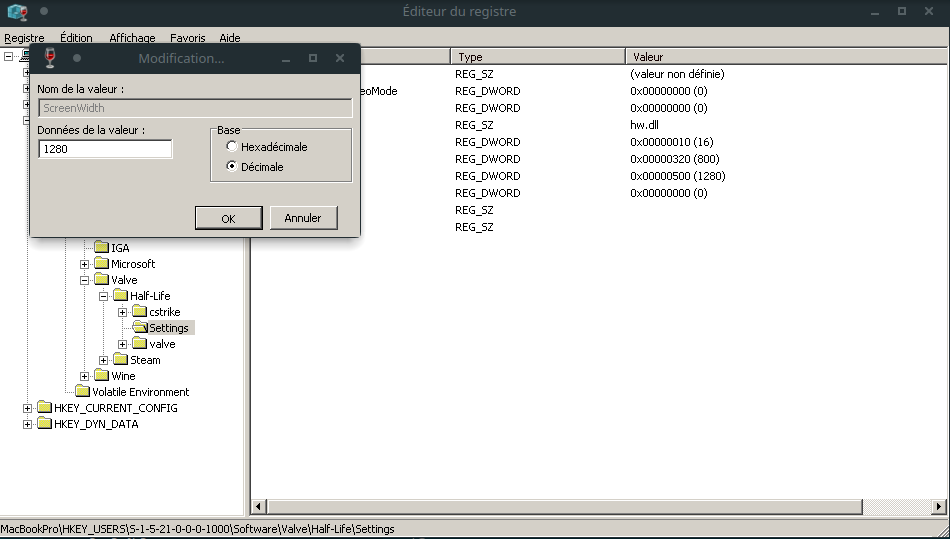 Éditeur du registre
Registre Édition Affichage Favoris Aide
Modification...
Nom de la valeur :
ScreenWidth
Données de la valeur :
1280
Base
Hexadécimale
Décimale
OK Annuler
Type Valeur
REG_SZ (valeur non définie)
eoMode REG_DWORD 0x00000000 (0)
REG_DWORD 0x00000000 (0)
REG_SZ hw.dll
REG_DWORD 0x00000010 (16)
REG_DWORD 0x00000320 (800)
REG_DWORD 0x00000500 (1280)
REG_DWORD 0x00000000 (0)
REG_SZ
REG_SZ
IGA
Microsoft
Valve
Half-Life
cstrike
Settings
valve
Steam
Wine
Volatile Environment
HKEY_CURRENT_CONFIG
HKEY_DYN_DATA
MacBookPro\HKEY_USERS\S-1-5-21-0-0-0-1000\Software\Valve\Half-Life\Settings